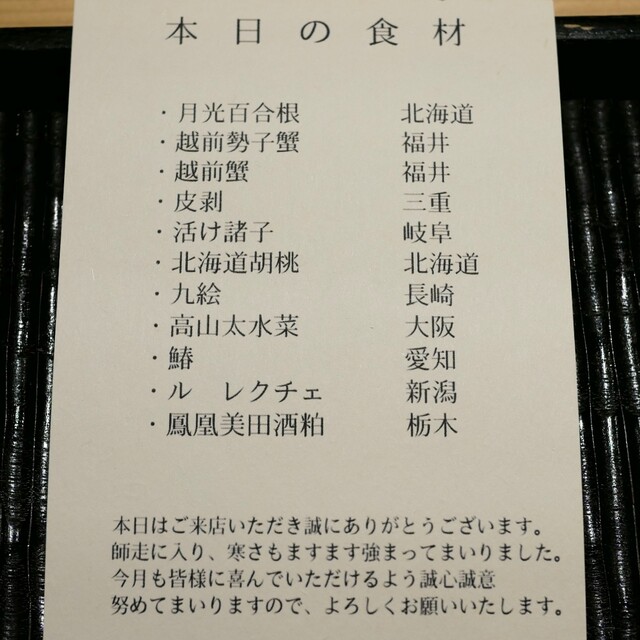 本日の食材
・月光百合根 北海道
・越前勢子蟹 福井
・越前蟹 福井
・皮剥 三重
・活け諸子 岐阜
・北海道胡桃 北海道
・九絵 長崎
・高山太水菜 大阪
・鰆 愛知
・ル レクチェ 新潟
・鳳凰美田酒粕 栃木
本日はご来店いただき誠にありがとうございます。
師走に入り、寒さもますます強まってまいりました。
今月も皆様に喜んでいただけるよう誠心誠意
努めてまいりますので、よろしくお願いいたします。